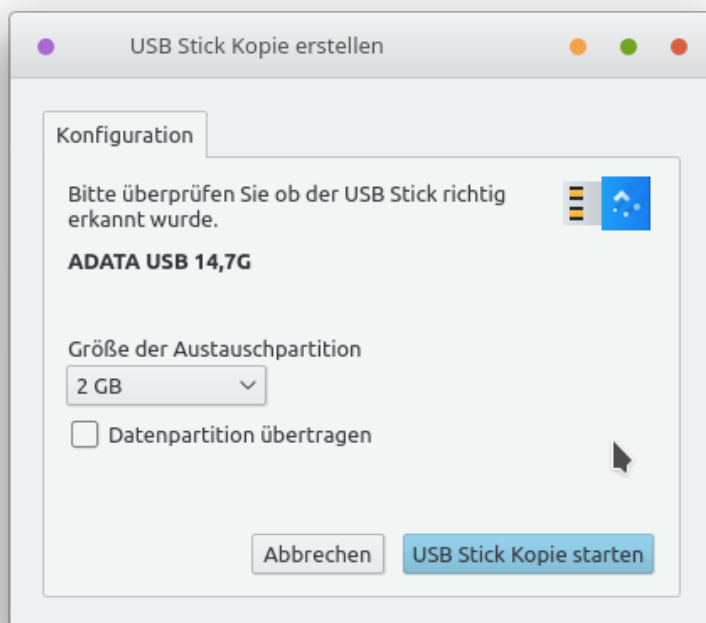 USB Stick Kopie erstellen
Konfiguration
Bitte überprüfen Sie ob der USB Stick richtig
erkannt wurde.
ADATA USB 14,7G
Größe der Austauschpartition
2 GB
Datenpartition übertragen
Abbrechen
USB Stick Kopie starten